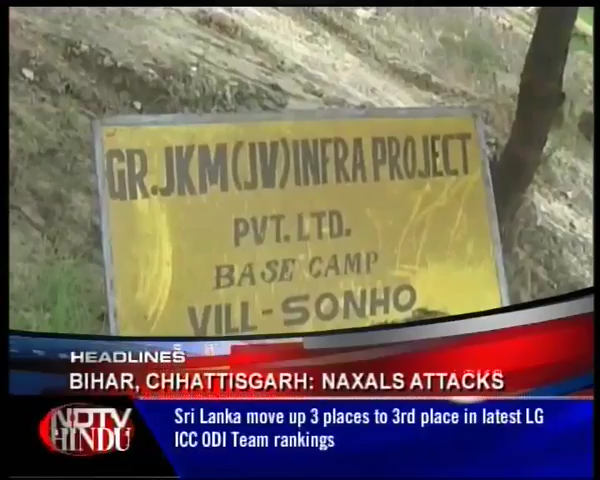 GR.JKM(JV)INFRA PROJECT
PVT. LTD.
BASE CAMP
VILL-SONHO
HEADLINES
BIHAR, CHHATTISGARH: NAXALS ATTACKS
NDTV
HINDU
Sri Lanka move up 3 places to 3rd place in latest LG
ICC ODI Team rankings